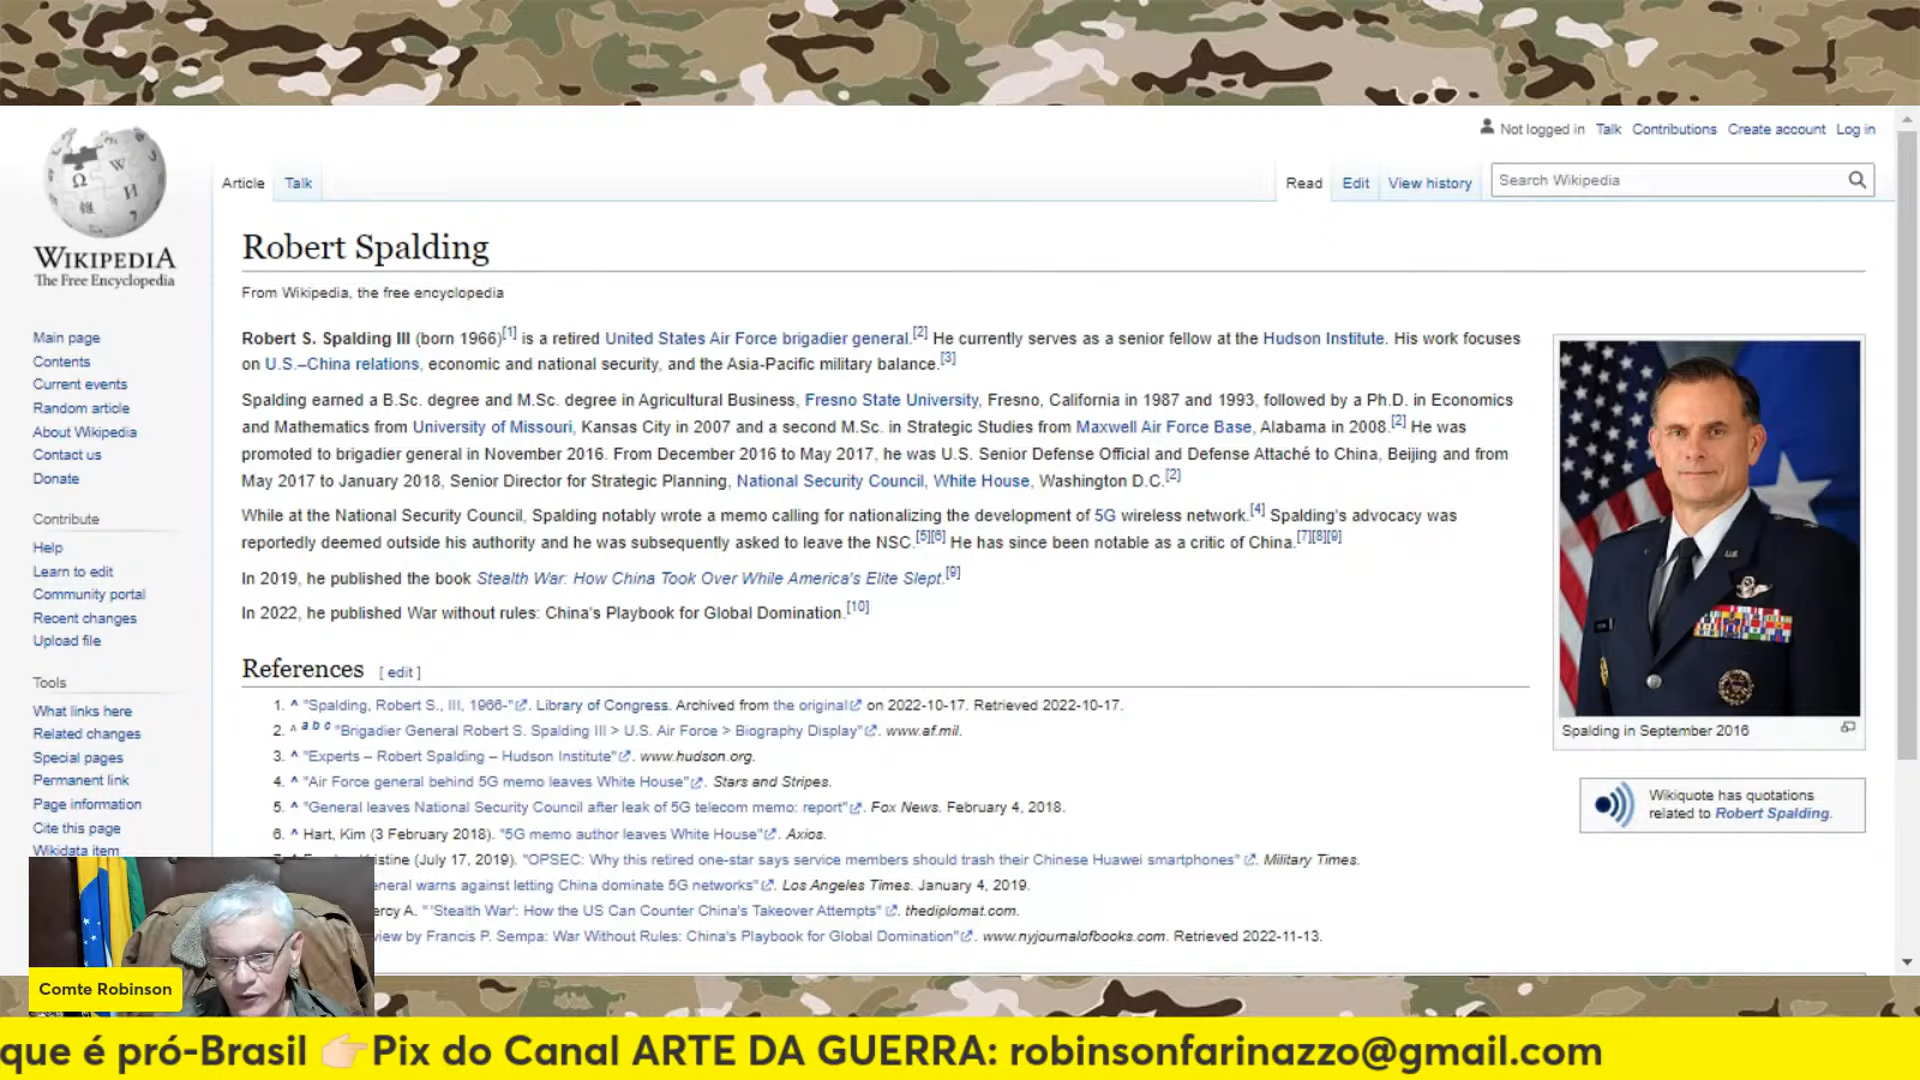 Not logged in Talk Contributions Create account Log in
Article Talk Read Edit View history Search Wikipedia
WIKIPEDIA
The Free Encyclopedia
Main page
Contents
Current events
Random article
About Wikipedia
Contact us
Donate
Contribute
Help
Learn to edit
Community portal
Recent changes
Upload file
Tools
What links here
Related changes
Special pages
Permanent link
Page information
Cite this page
Wikidata item
Robert Spalding
From Wikipedia, the free encyclopedia
Robert S. Spalding III (born 1966)[1] is a retired United States Air Force brigadier general.[2] He currently serves as a senior fellow at the Hudson Institute. His work focuses
on U.S.–China relations, economic and national security, and the Asia-Pacific military balance.[3]
Spalding earned a B.Sc. degree and M.Sc. degree in Agricultural Business, Fresno State University, Fresno, California in 1987 and 1993, followed by a Ph.D. in Economics
and Mathematics from University of Missouri, Kansas City in 2007 and a second M.Sc. in Strategic Studies from Maxwell Air Force Base, Alabama in 2008.[2] He was
promoted to brigadier general in November 2016. From December 2016 to May 2017, he was U.S. Senior Defense Official and Defense Attaché to China, Beijing and from
May 2017 to January 2018, Senior Director for Strategic Planning, National Security Council, White House, Washington D.C.[2]
While at the National Security Council, Spalding notably wrote a memo calling for nationalizing the development of 5G wireless network.[4] Spalding's advocacy was
reportedly deemed outside his authority and he was subsequently asked to leave the NSC.[5][6] He has since been notable as a critic of China.[7][8][9]
In 2019, he published the book Stealth War: How China Took Over While America's Elite Slept.[9]
In 2022, he published War without rules: China's Playbook for Global Domination.[10]
U.S.
Spalding in September 2016
Wikiquote has quotations
related to Robert Spalding.
References [ edit ]
1. ^ "Spalding, Robert S., III, 1966-". Library of Congress. Archived from the original on 2022-10-17. Retrieved 2022-10-17.
2. ^ a b c "Brigadier General Robert S. Spalding III > U.S. Air Force > Biography Display". www.af.mil.
3. ^ "Experts – Robert Spalding – Hudson Institute". www.hudson.org.
4. ^ "Air Force general behind 5G memo leaves White House". Stars and Stripes.
5. ^ "General leaves National Security Council after leak of 5G telecom memo: report". Fox News. February 4, 2018.
6. ^ Hart, Kim (3 February 2018). "5G memo author leaves White House". Axios.
istine (July 17, 2019). "OPSEC: Why this retired one-star says service members should trash their Chinese Huawei smartphones". Military Times.
eneral warns against letting China dominate 5G networks". Los Angeles Times. January 4, 2019.
ercy A. "'Stealth War': How the US Can Counter China's Takeover Attempts". thediplomat.com.
view by Francis P. Sempa: War Without Rules: China's Playbook for Global Domination". www.nyjournalofbooks.com. Retrieved 2022-11-13.
Comte Robinson
que é pró-Brasil 👉Pix do Canal ARTE DA GUERRA: robinsonfarinazzo@gmail.com